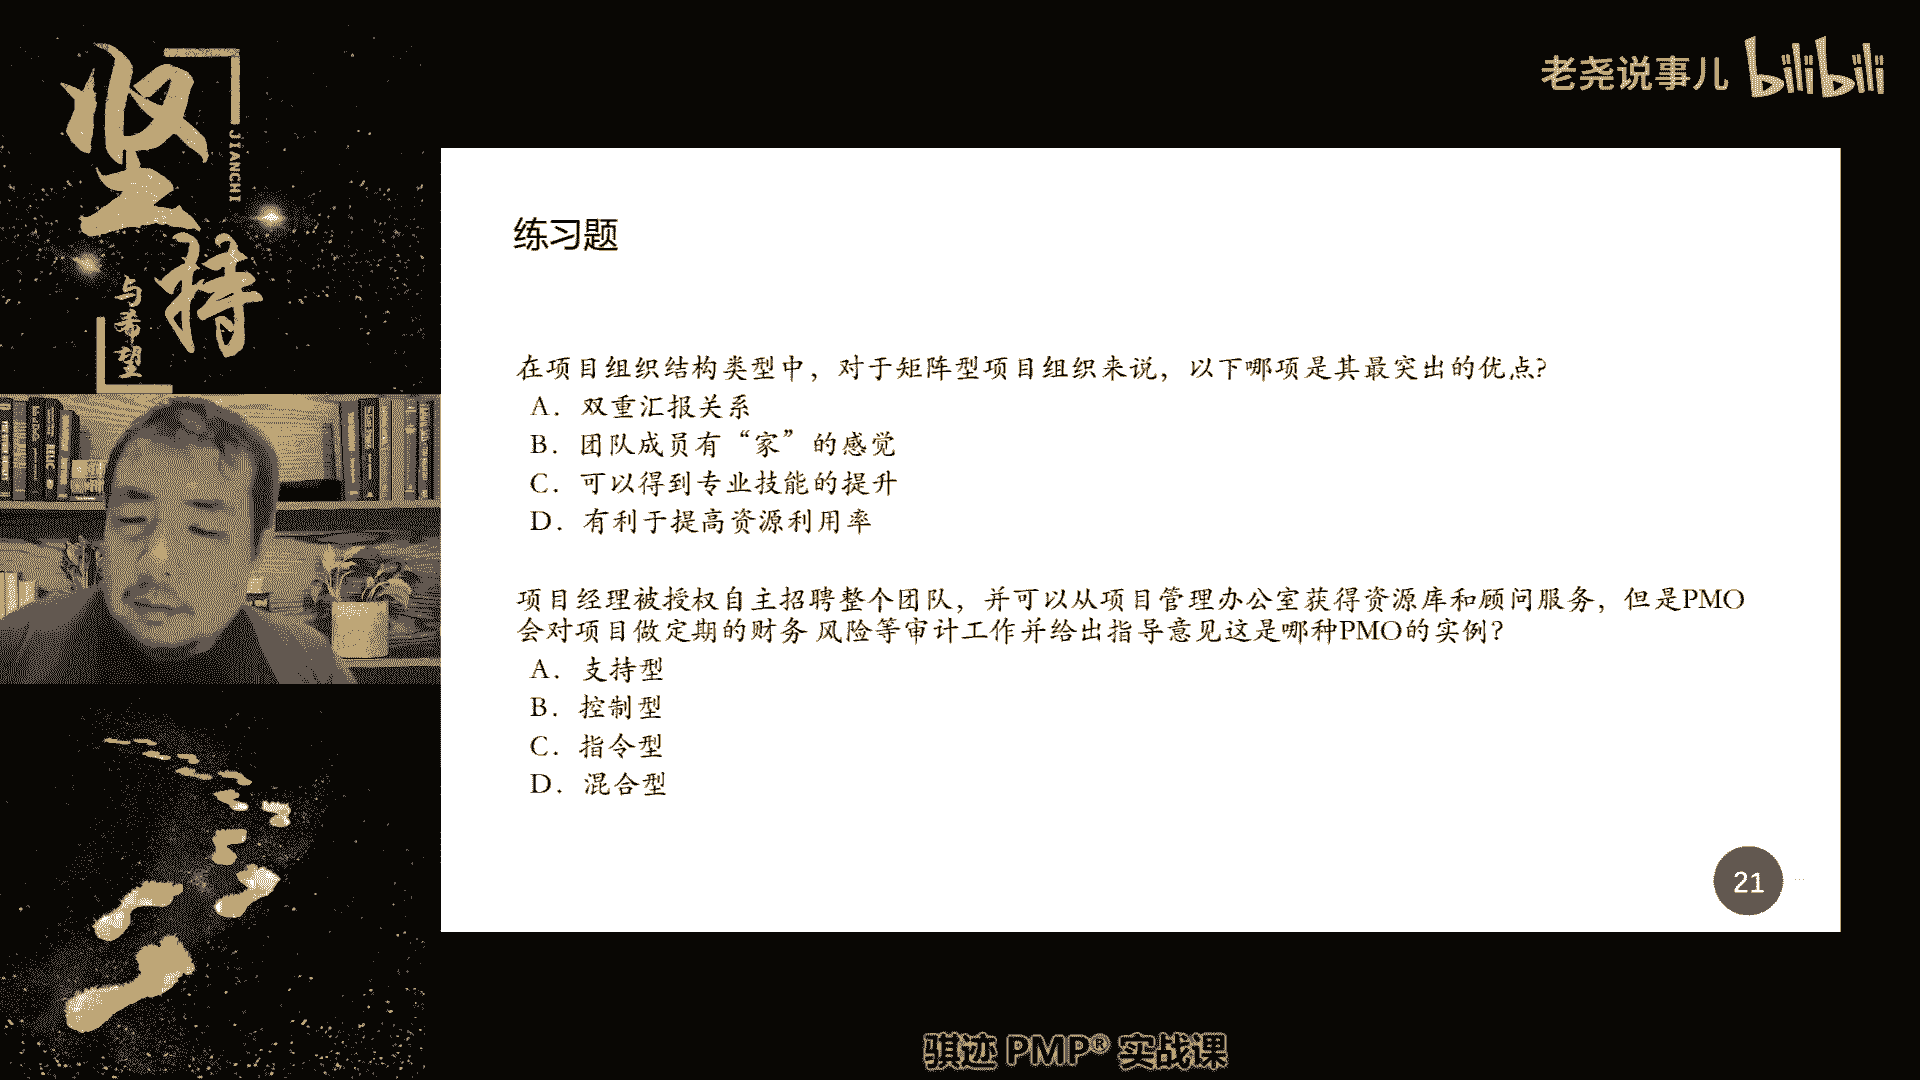 坚持
JIANCHI
与希望
老尧说事儿 bilibili
练习题
在项目组织结构类型中，对于矩阵型项目组织来说，以下哪项是其最突出的优点?
A. 双重汇报关系
B. 团队成员有“家”的感觉
C. 可以得到专业技能的提升
D. 有利于提高资源利用率
项目经理被授权自主招聘整个团队，并可以从项目管理办公室获得资源库和顾问服务，但是PMO
会对项目做定期的财务 风险等审计工作并给出指导意见这是哪种PMO的实例?
A. 支持型
B. 控制型
C. 指令型
D. 混合型
21
骐迹 PMP® 实战课